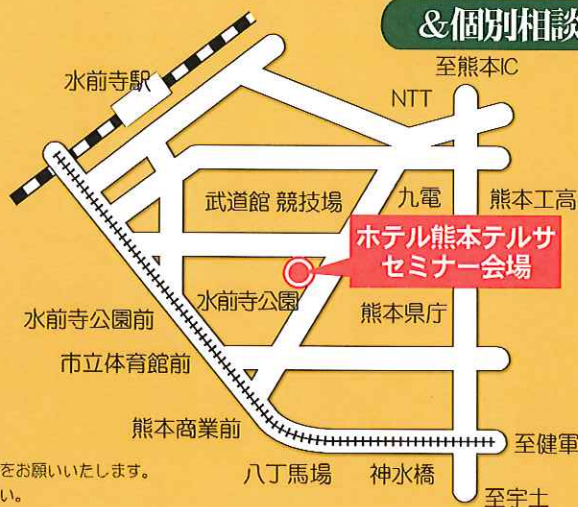 &個別相談
至熊本IC
水前寺駅
NTT
武道館 競技場
九電
熊本工高
ホテル熊本テルサ
セミナー会場
水前寺公園
熊本県庁
水前寺公園前
市立体育館前
熊本商業前
至健軍
八丁馬場
神水橋
至宇土
をお願いいたします。
い。